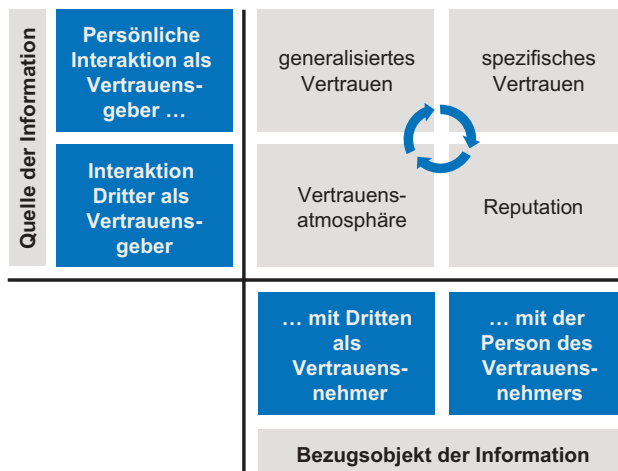 Quelle der Information
Persönliche
Interaktion als
Vertrauens-
geber …
generalisiertes
Vertrauen
spezifisches
Vertrauen
Interaktion
Dritter als
Vertrauens-
geber
Vertrauens-
atmosphäre
Reputation
… mit Dritten
als
Vertrauens-
nehmer
… mit der
Person des
Vertrauens-
nehmers
Bezugsobjekt der Information